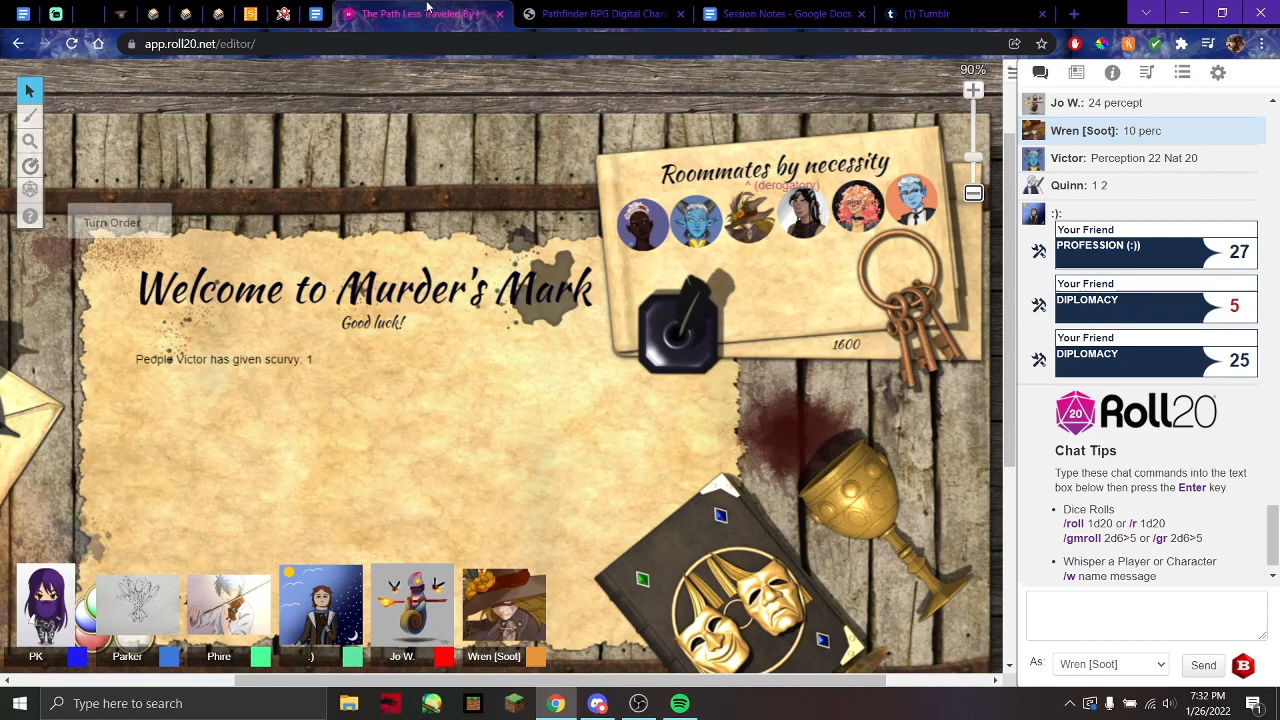 The Path Less Traveled By |
Pathfinder RPG Digital Chara
Session Notes - Google Docs
(1) Tumblr
app.roll20.net/editor/
90%
Turn Order
Roommates by necessity
^ (derogatory)
1600
Welcome to Murder's Mark
Good luck!
People Victor has given scurvy: 1
Jo W.: 24 percept
Wren [Soot]: 10 perc
Victor: perception 22 Nat 20
Quinn: 1 2
:):
Your Friend
PROFESSION (:)) 27
Your Friend
DIPLOMACY 5
Your Friend
DIPLOMACY 25
20 Roll20
Chat Tips
Type these chat commands into the text
box below then press the Enter key.
Dice Rolls
/roll 1d20 or /r 1d20
/gmroll 2d6>5 or /gr 2d6>5
Whisper a Player or Character
/w name message
As: Wren [Soot] Send
PK
Parker
Phire
:)
Jo W.
Wren [Soot]
Type here to search
7:32 PM
1/26/2022